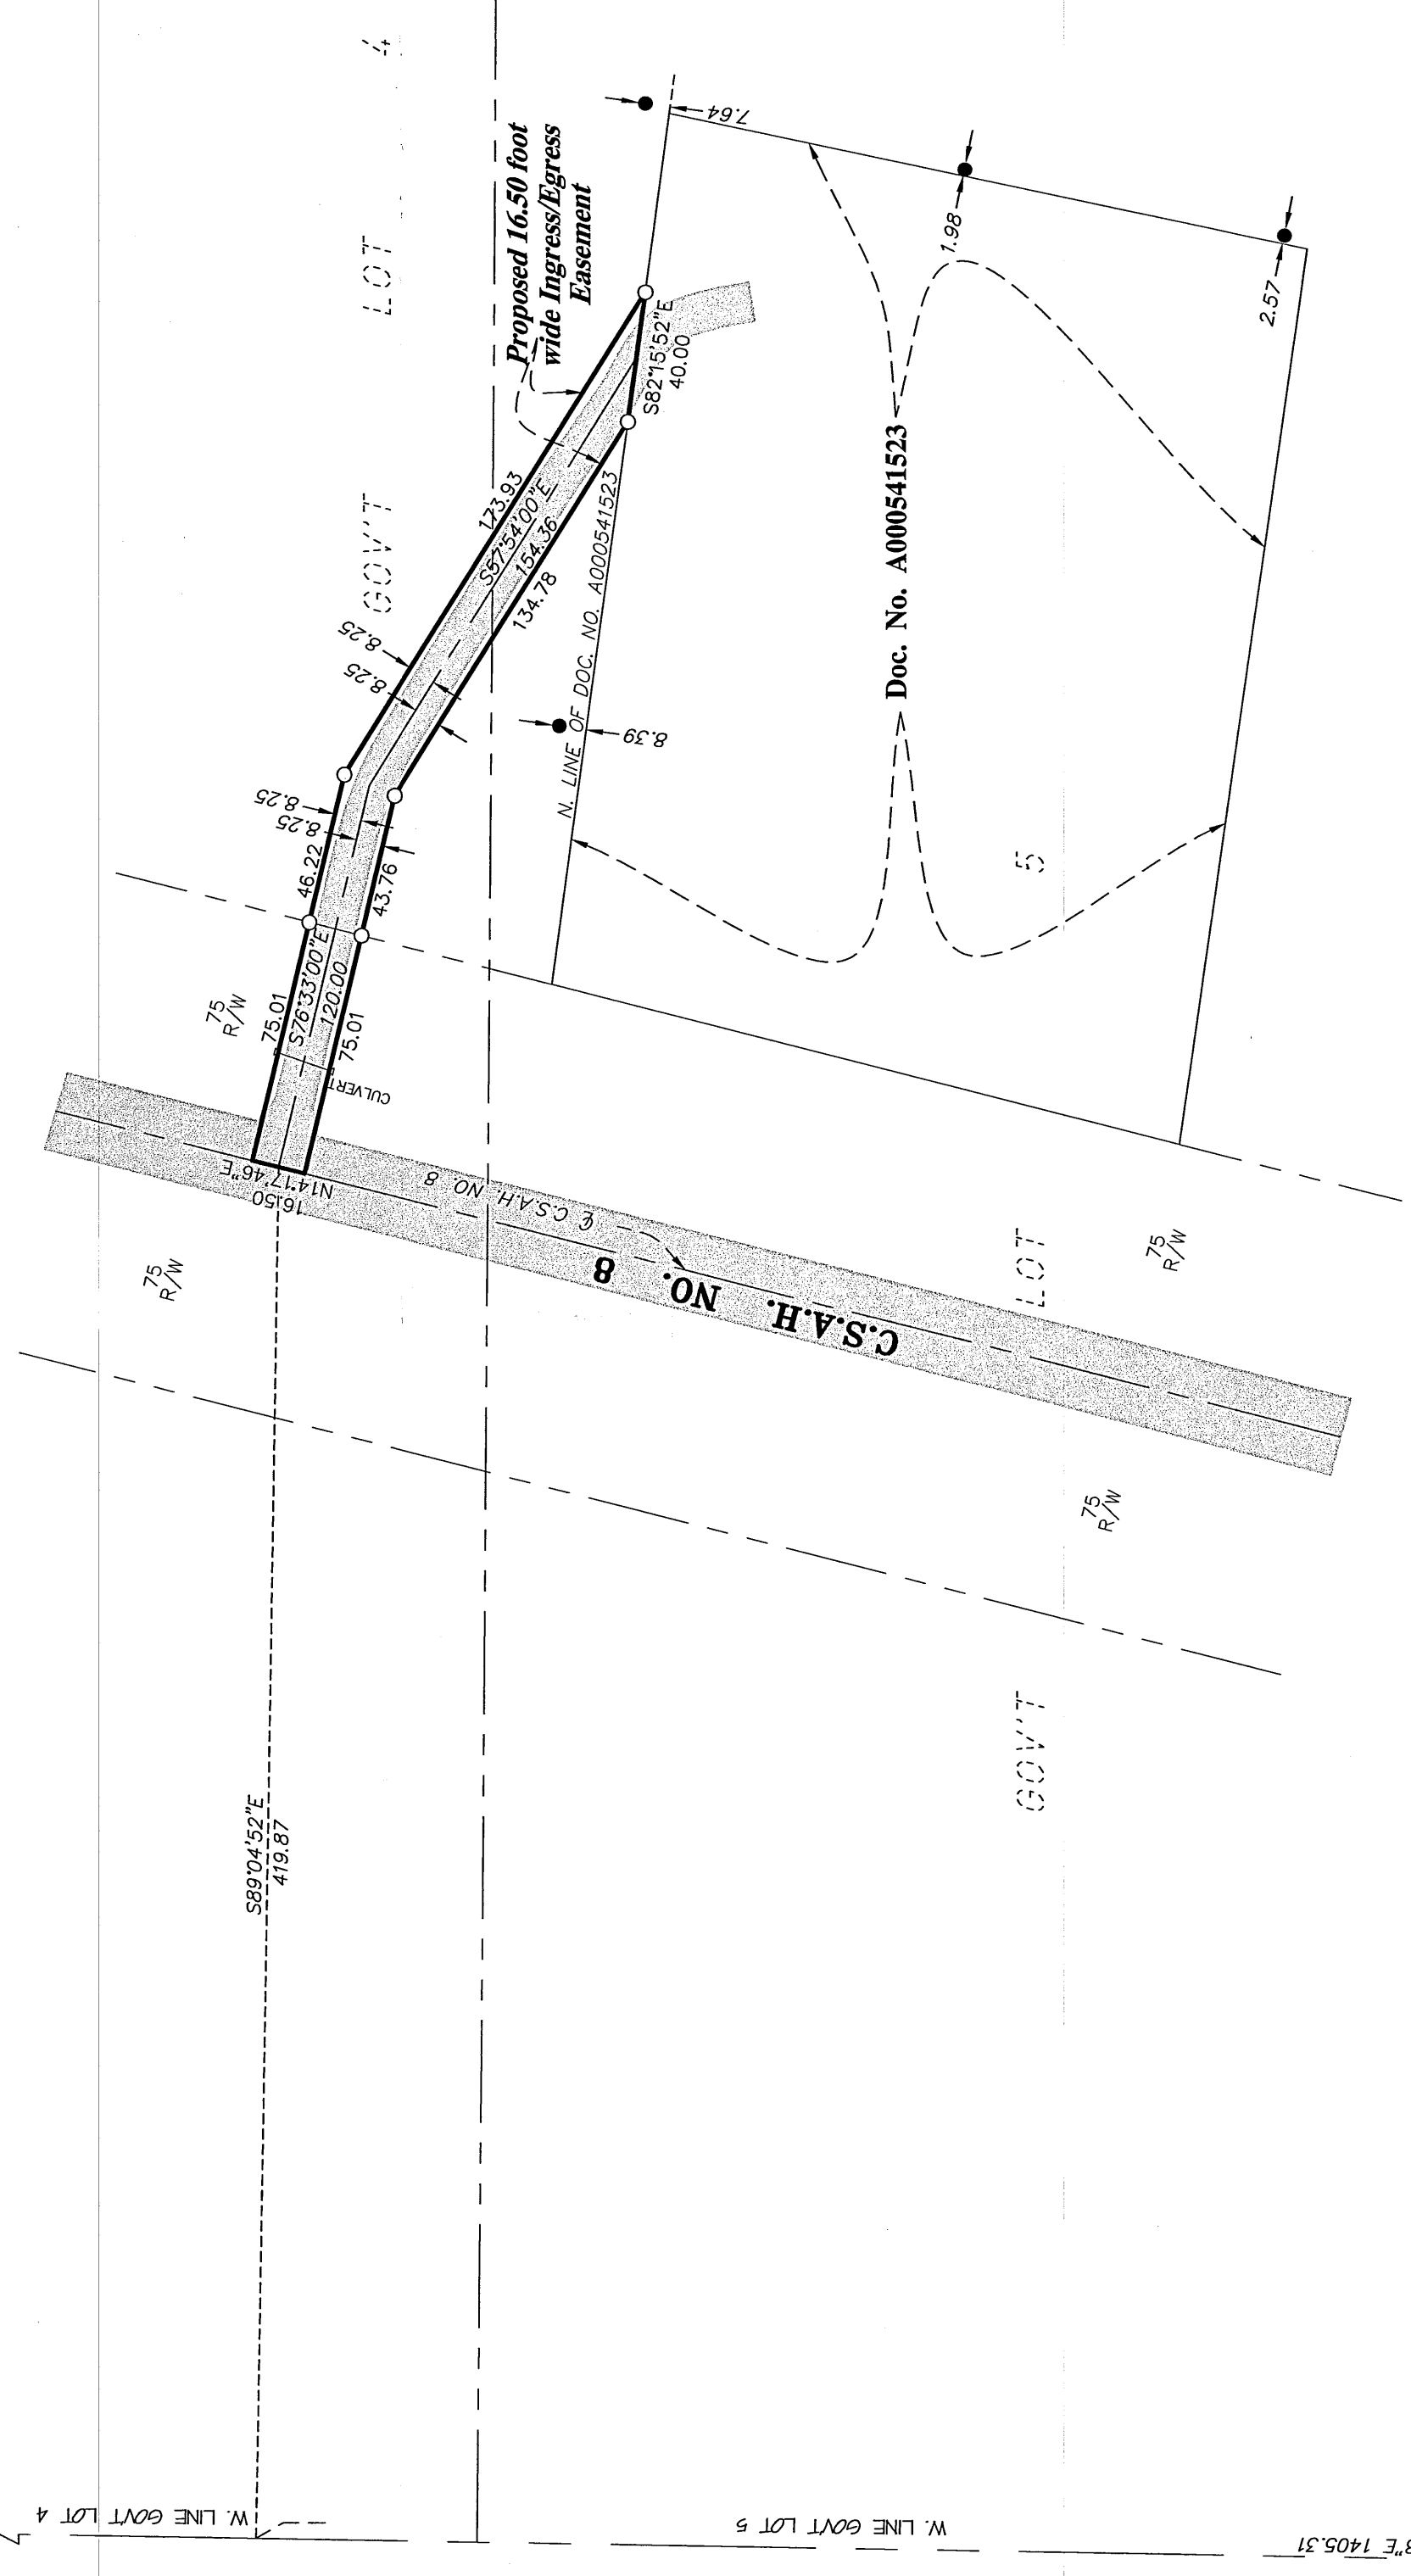 GOV'T LOT 4
Proposed 16.50 foot
wide Ingress/Egress
Easement
7.64
1.98
2.57
S82°15'52"E
40.00
173.93
S57°54'00"E
154.36
134.78
8.25
8.25
8.25
8.25
N. LINE OF DOC. NO. A000541523
8.39
Doc. No. A000541523
46.22
43.76
75
R/W
75.01
S76°33'00"E
120.00
75.01
CULVERT
N14°17'46"E
16.50
75
R/W
℄ C.S.A.H. NO. 8
C.S.A.H. NO. 8
75
R/W
75
R/W
GOV'T LOT 5
S89°04'52"E
419.87
W. LINE GOVT LOT 4
W. LINE GOVT LOT 5
"E 1405.31